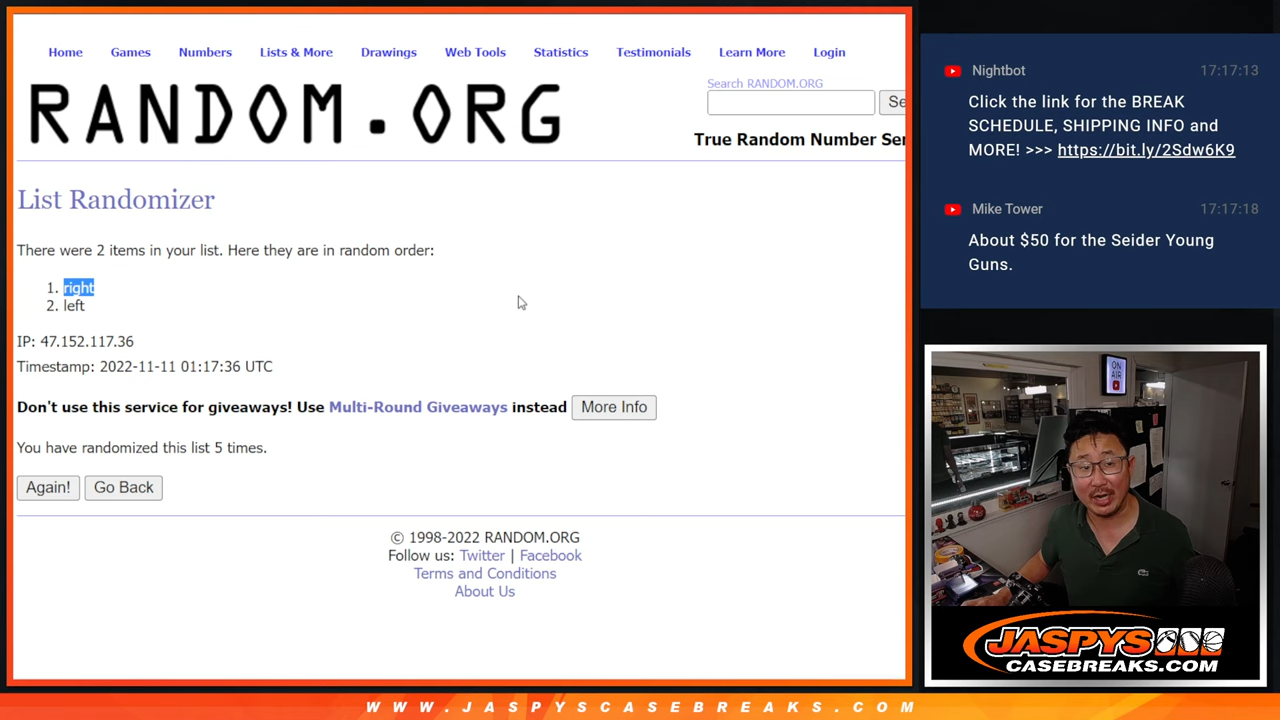 Home Games Numbers Lists & More Drawings Web Tools Statistics Testimonials Learn More Login
RANDOM.ORG
Search RANDOM.ORG
Se
True Random Number Ser
List Randomizer
There were 2 items in your list. Here they are in random order:
1. right
2. left
IP: 47.152.117.36
Timestamp: 2022-11-11 01:17:36 UTC
Don't use this service for giveaways! Use Multi-Round Giveaways instead More Info
You have randomized this list 5 times.
Again! Go Back
© 1998-2022 RANDOM.ORG
Follow us: Twitter | Facebook
Terms and Conditions
About Us
Nightbot 17:17:13
Click the link for the BREAK
SCHEDULE, SHIPPING INFO and
MORE! >>> https://bit.ly/2Sdw6K9
Mike Tower 17:17:18
About $50 for the Seider Young
Guns.
ON
AIR
JASPYS
CASEBREAKS.COM
WWW.JASPYSCASEBREAKS.COM